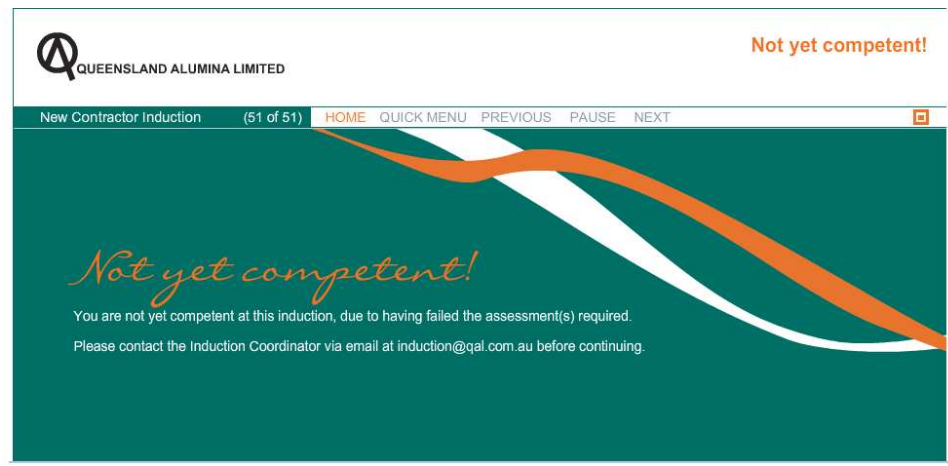 QUEENSLAND ALUMINA LIMITED
Not yet competent!
New Contractor Induction (51 of 51) HOME QUICK MENU PREVIOUS PAUSE NEXT
Not yet competent!
You are not yet competent at this induction, due to having failed the assessment(s) required.
Please contact the Induction Coordinator via email at induction@qal.com.au before continuing.